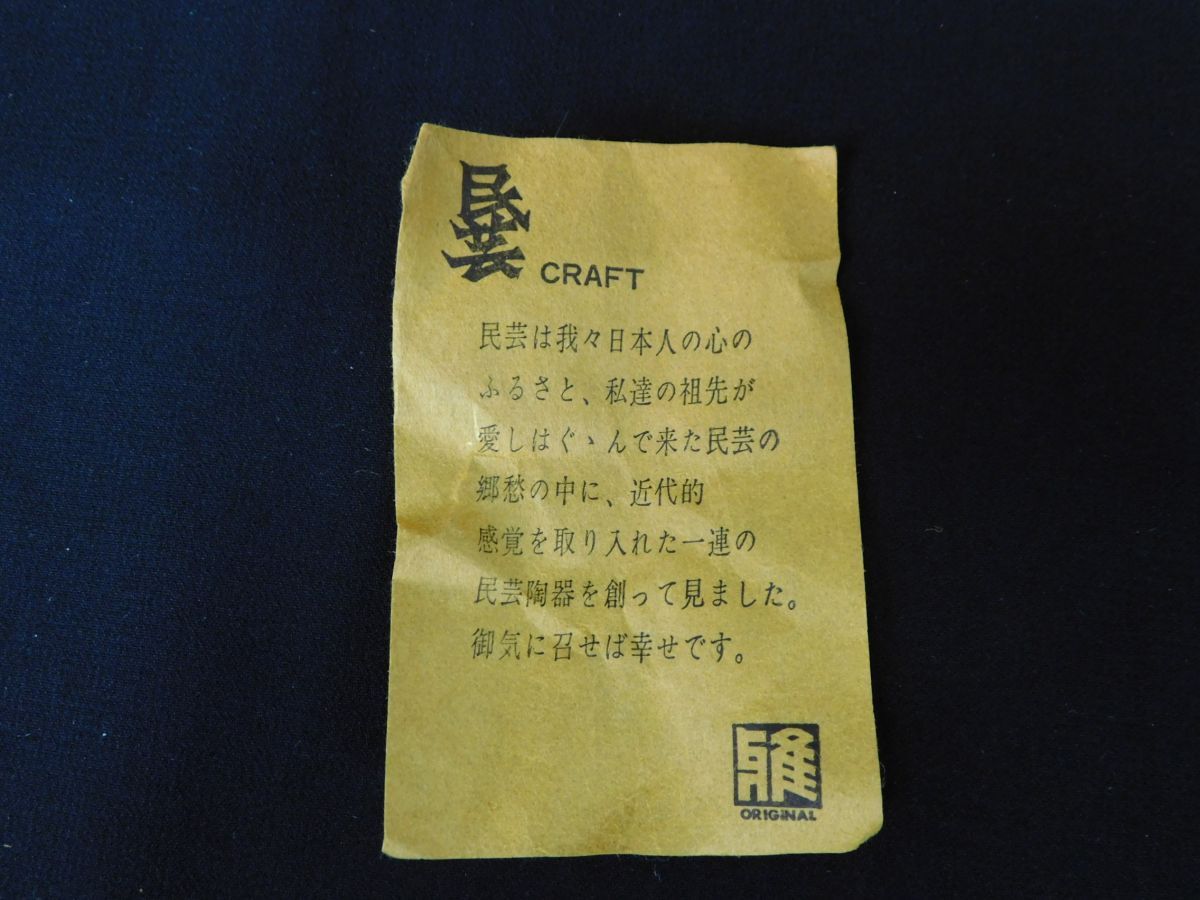 民芸
CRAFT
民芸は我々日本人の心の
ふるさと、私達の祖先が
愛しはぐゝんで来た民芸の
郷愁の中に、近代的
感覚を取り入れた一連の
民芸陶器を創って見ました。
御気に召せば幸せです。
雅
ORIGINAL